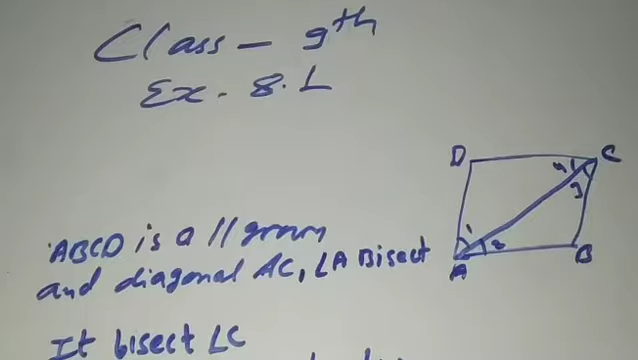 Class - 9th
Ex. 8.1
D
C
4
3
1
2
A
B
ABCD is a // gram
and diagonal AC, ∠A Bisect
It bisect ∠C